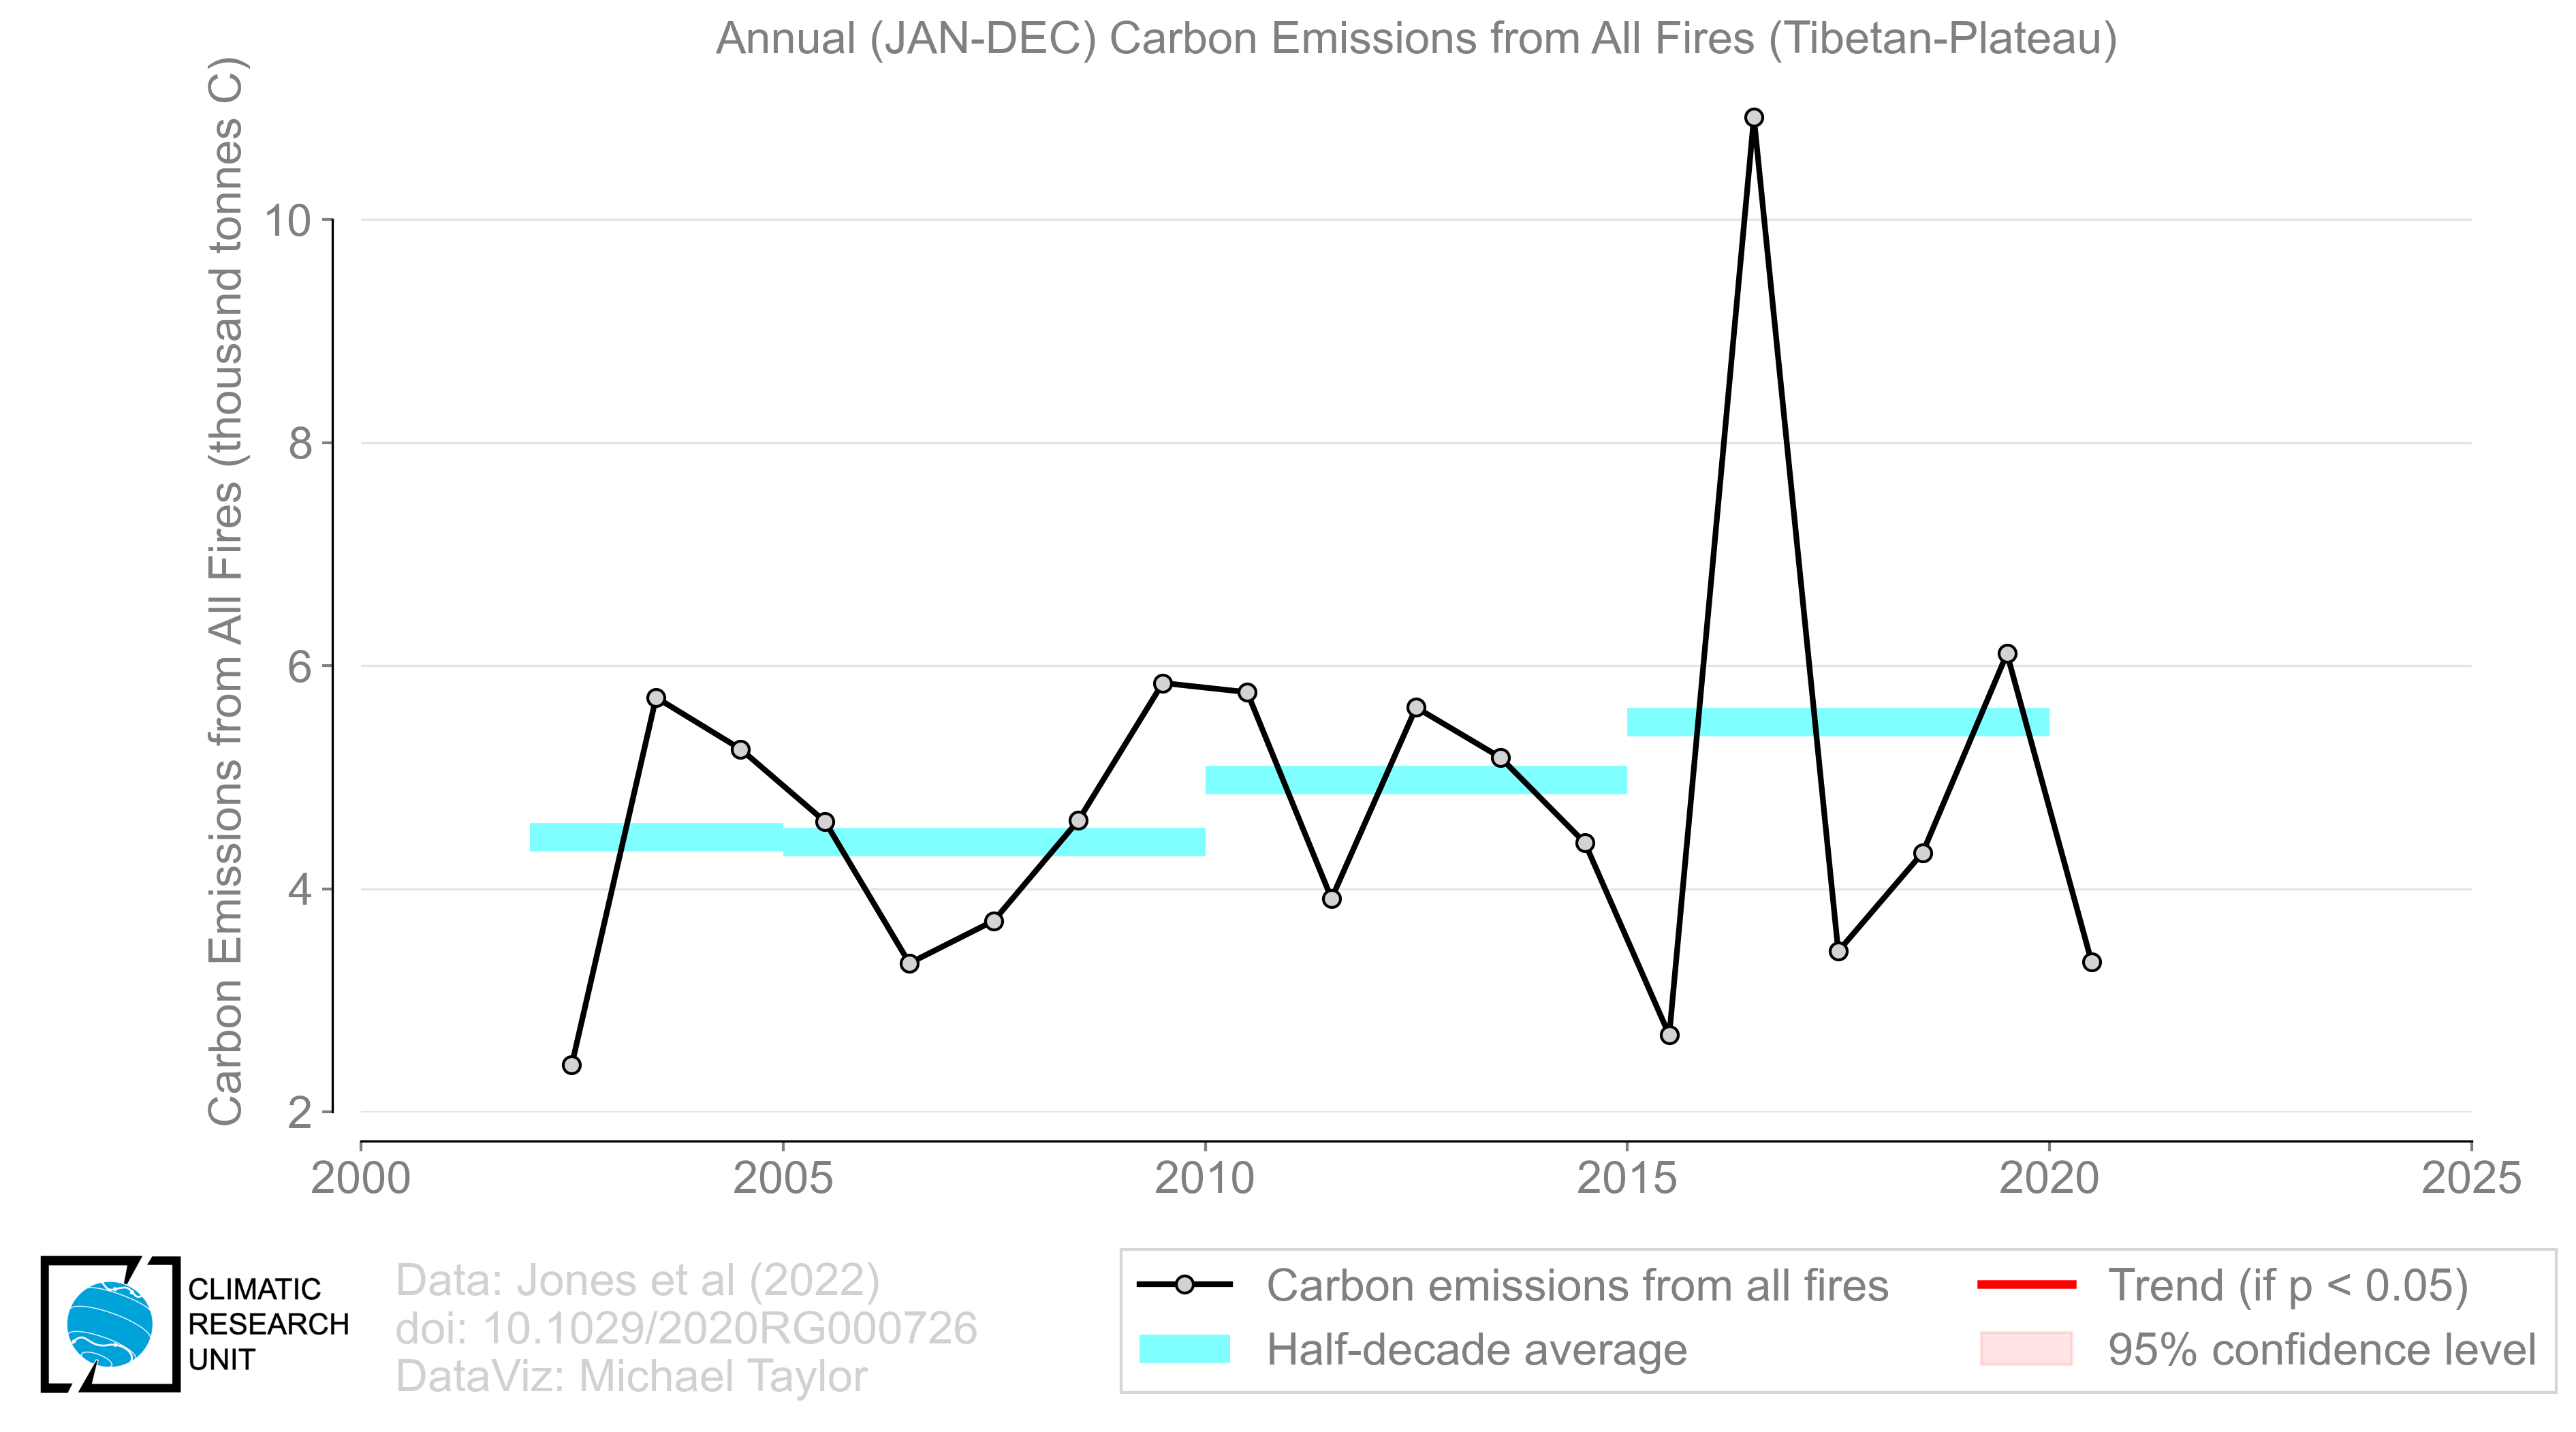 Annual (JAN-DEC) Carbon Emissions from All Fires (Tibetan-Plateau)
Carbon Emissions from All Fires (thousand tonnes C)
10
8
6
4
2
2000 2005 2010 2015 2020 2025
CLIMATIC
RESEARCH
UNIT
Data: Jones et al (2022)
doi: 10.1029/2020RG000726
DataViz: Michael Taylor
Carbon emissions from all fires
Half-decade average
Trend (if p < 0.05)
95% confidence level